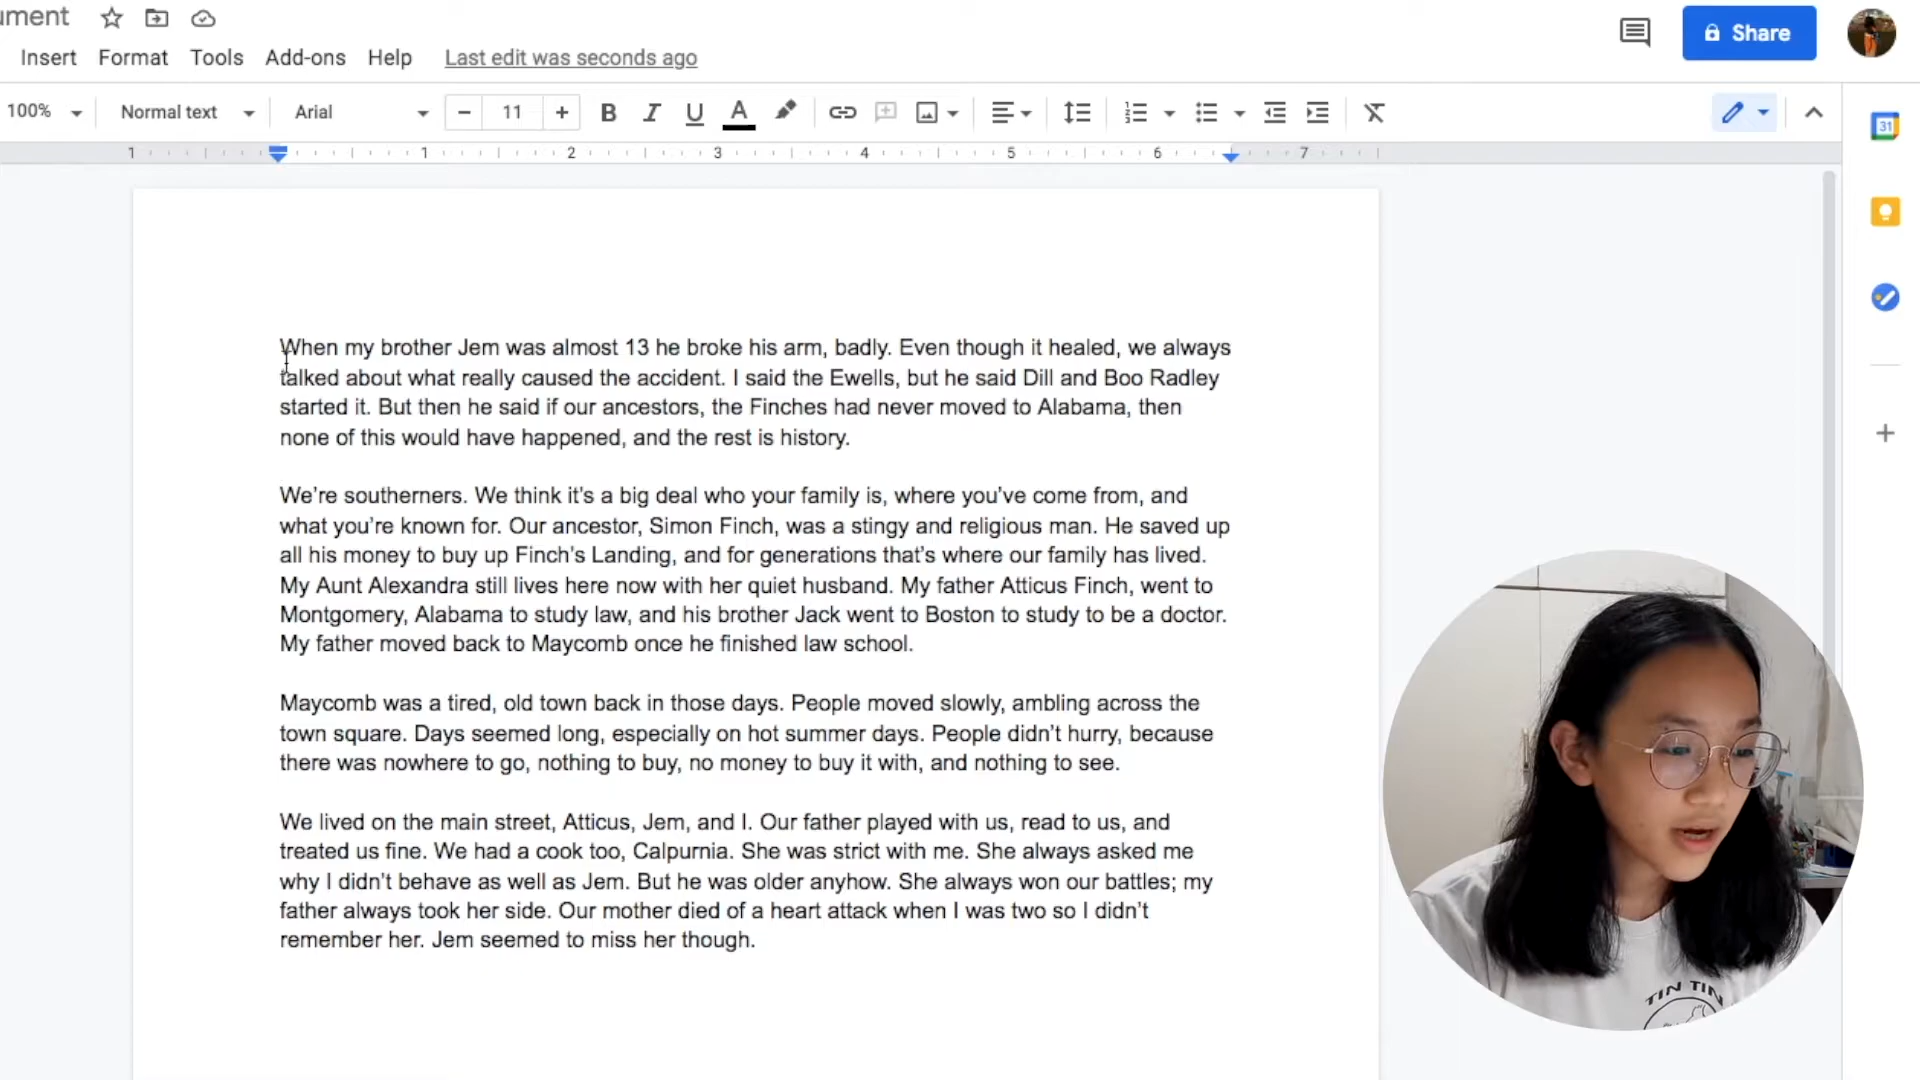 ument
Insert Format Tools Add-ons Help Last edit was seconds ago
Share
100% Normal text Arial 11
31
1 1 2 3 4 5 6 7
When my brother Jem was almost 13 he broke his arm, badly. Even though it healed, we always
talked about what really caused the accident. I said the Ewells, but he said Dill and Boo Radley
started it. But then he said if our ancestors, the Finches had never moved to Alabama, then
none of this would have happened, and the rest is history.
We’re southerners. We think it’s a big deal who your family is, where you’ve come from, and
what you’re known for. Our ancestor, Simon Finch, was a stingy and religious man. He saved up
all his money to buy up Finch’s Landing, and for generations that’s where our family has lived.
My Aunt Alexandra still lives here now with her quiet husband. My father Atticus Finch, went to
Montgomery, Alabama to study law, and his brother Jack went to Boston to study to be a doctor.
My father moved back to Maycomb once he finished law school.
Maycomb was a tired, old town back in those days. People moved slowly, ambling across the
town square. Days seemed long, especially on hot summer days. People didn’t hurry, because
there was nowhere to go, nothing to buy, no money to buy it with, and nothing to see.
We lived on the main street, Atticus, Jem, and I. Our father played with us, read to us, and
treated us fine. We had a cook too, Calpurnia. She was strict with me. She always asked me
why I didn’t behave as well as Jem. But he was older anyhow. She always won our battles; my
father always took her side. Our mother died of a heart attack when I was two so I didn’t
remember her. Jem seemed to miss her though.
TIN TIN